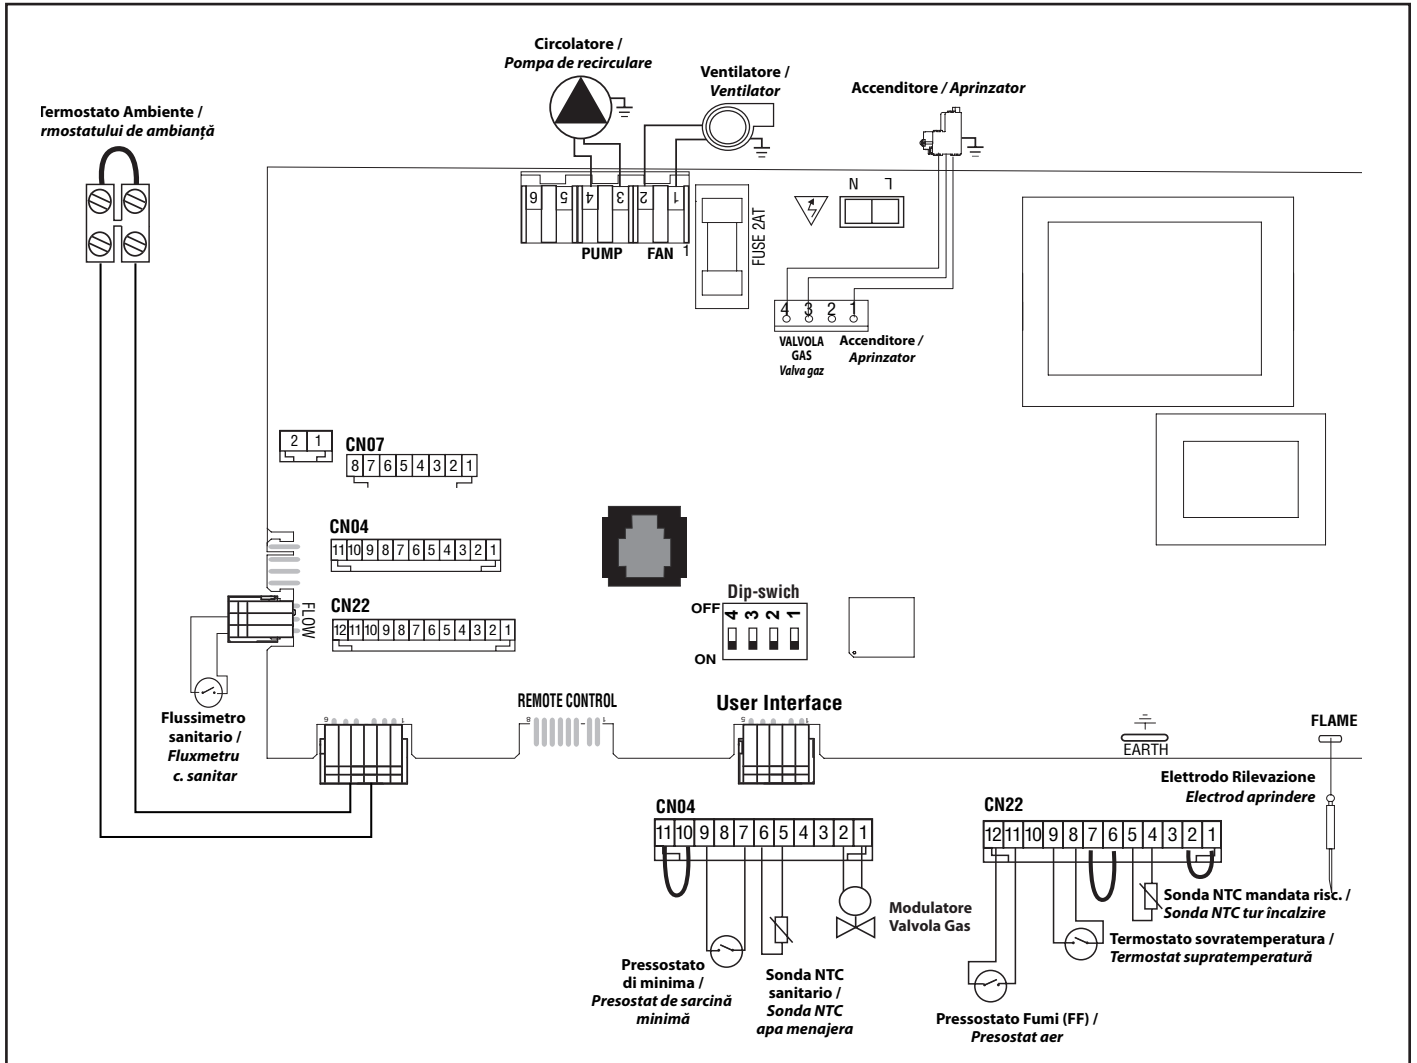 Circolatore /
Pompa de recirculare
Ventilatore /
Ventilator
Accenditore / Aprinzator
Termostato Ambiente /
rmostatului de ambianță
N L
6 5 4 3 2 1
PUMP FAN 1
FUSE 2AT
4 3 2 1
VALVOLA
GAS
Valva gaz
Accenditore /
Aprinzator
2 1
CN07
8 7 6 5 4 3 2 1
CN04
11 10 9 8 7 6 5 4 3 2 1
CN22
12 11 10 9 8 7 6 5 4 3 2 1
FLOW
Dip-swich
OFF
4 3 2 1
ON
Flussimetro
sanitario /
Fluxmetru
c. sanitar
6 1
REMOTE CONTROL
8 1
User Interface
5 1
EARTH
FLAME
Elettrodo Rilevazione
Electrod aprindere
CN04
11 10 9 8 7 6 5 4 3 2 1
Modulatore
Valvola Gas
Pressostato
di minima /
Presostat de sarcină
minimă
Sonda NTC
sanitario /
Sonda NTC
apa menajera
CN22
12 11 10 9 8 7 6 5 4 3 2 1
Sonda NTC mandata risc. /
Sonda NTC tur încalzire
Termostato sovratemperatura /
Termostat supratemperatură
Pressostato Fumi (FF) /
Presostat aer